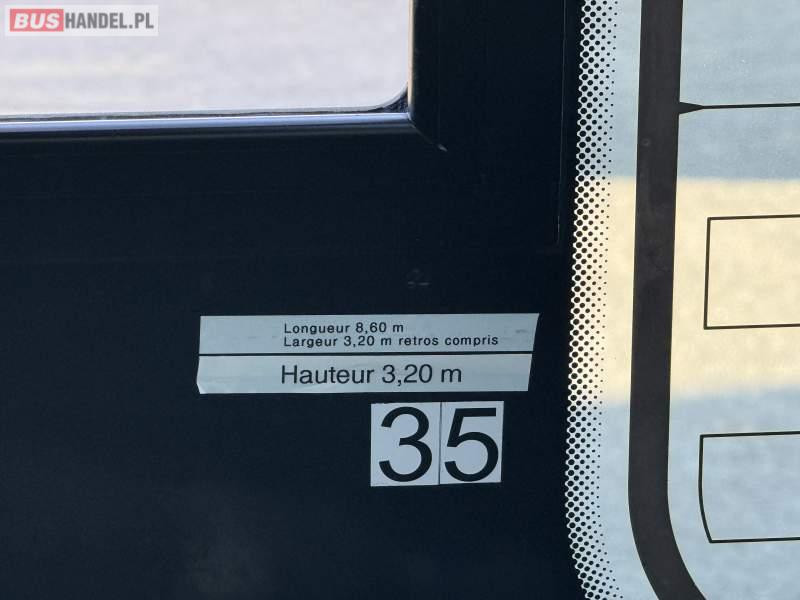 BUSHANDEL.PL
Longueur 8,60 m
Largeur 3,20 m retros compris
Hauteur 3,20 m
35